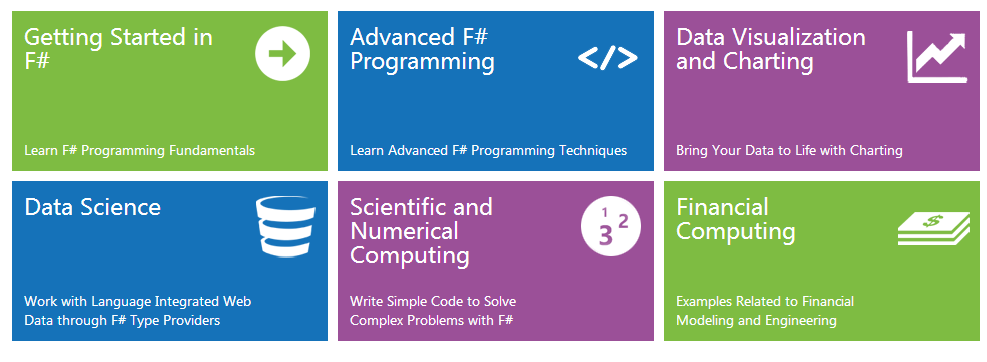 Getting Started in
F#
Learn F# Programming Fundamentals
Advanced F#
Programming
</>
Learn Advanced F# Programming Techniques
Data Visualization
and Charting
Bring Your Data to Life with Charting
Data Science
Work with Language Integrated Web
Data through F# Type Providers
Scientific and
Numerical
Computing
1
2
3
Write Simple Code to Solve
Complex Problems with F#
Financial
Computing
$
Examples Related to Financial
Modeling and Engineering